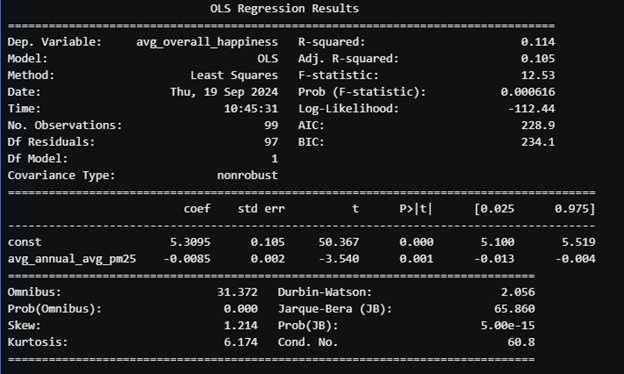 OLS Regression Results
==============================================================================
Dep. Variable: avg_overall_happiness R-squared: 0.114
Model: OLS Adj. R-squared: 0.105
Method: Least Squares F-statistic: 12.53
Date: Thu, 19 Sep 2024 Prob (F-statistic): 0.000616
Time: 10:45:31 Log-Likelihood: -112.44
No. Observations: 99 AIC: 228.9
Df Residuals: 97 BIC: 234.1
Df Model: 1
Covariance Type: nonrobust
==============================================================================
coef std err t P>|t| [0.025 0.975]
------------------------------------------------------------------------------
const 5.3095 0.105 50.367 0.000 5.100 5.519
avg_annual_avg_pm25 -0.0085 0.002 -3.540 0.001 -0.013 -0.004
==============================================================================
Omnibus: 31.372 Durbin-Watson: 2.056
Prob(Omnibus): 0.000 Jarque-Bera (JB): 65.860
Skew: 1.214 Prob(JB): 5.00e-15
Kurtosis: 6.174 Cond. No. 60.8
==============================================================================